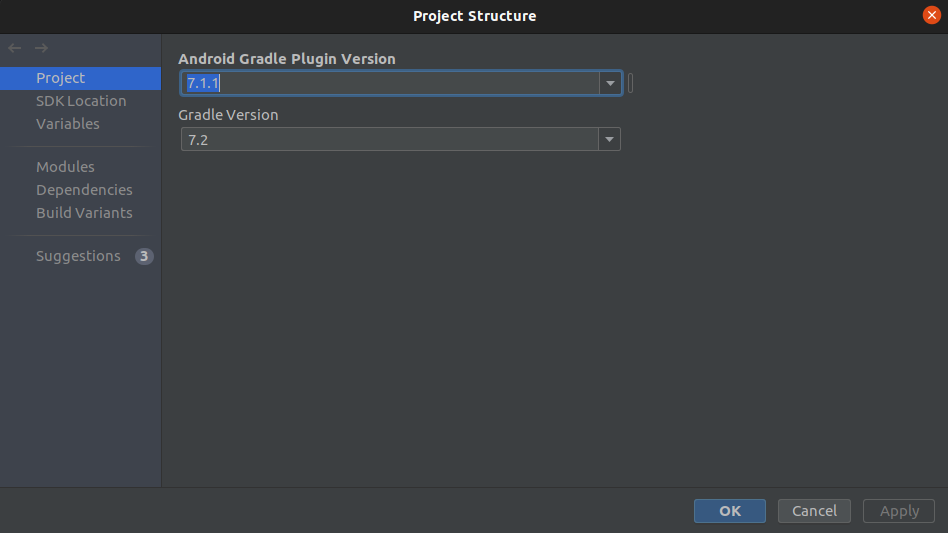 Project Structure
Project
SDK Location
Variables
Modules
Dependencies
Build Variants
Suggestions 3
Android Gradle Plugin Version
7.1.1
Gradle Version
7.2
OK Cancel Apply